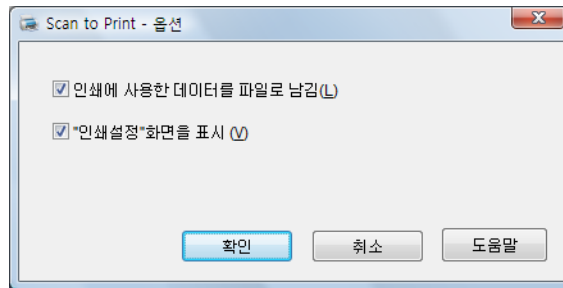 Scan to Print - 옵션
인쇄에 사용한 데이터를 파일로 남김(L)
"인쇄설정"화면을 표시 (V)
확인 취소 도움말